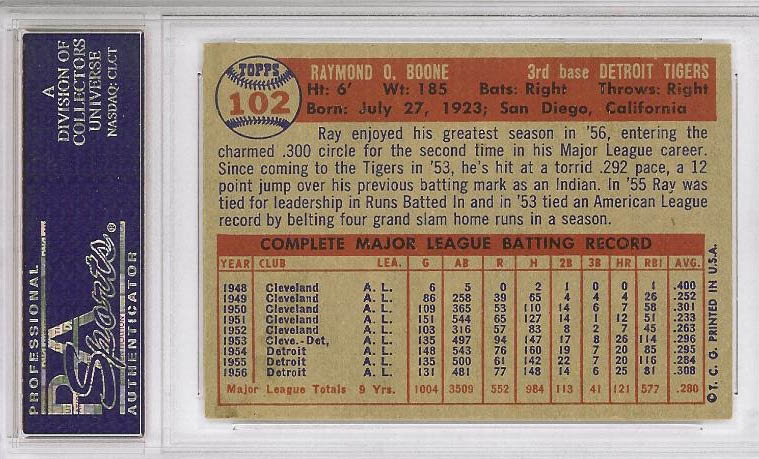 A
DIVISION OF
COLLECTORS
UNIVERSE
NASDAQ: CLCT
PROFESSIONAL
PSA
Sports®
AUTHENTICATOR
TOPPS
102
RAYMOND O. BOONE 3rd base DETROIT TIGERS
Ht: 6' Wt: 185 Bats: Right Throws: Right
Born: July 27, 1923; San Diego, California
Ray enjoyed his greatest season in '56, entering the
charmed .300 circle for the second time in his Major League career.
Since coming to the Tigers in '53, he's hit at a torrid .292 pace, a 12
point jump over his previous batting mark as an Indian. In '55 Ray was
tied for leadership in Runs Batted In and in '53 tied an American League
record by belting four grand slam home runs in a season.
COMPLETE MAJOR LEAGUE BATTING RECORD
YEAR CLUB LEA. G AB R H 2B 3B HR RBI AVG.
1948 Cleveland A. L. 6 5 0 2 1 0 0 1 .400
1949 Cleveland A. L. 86 258 39 65 4 4 4 26 .252
1950 Cleveland A. L. 109 365 53 110 14 6 7 58 .301
1951 Cleveland A. L. 151 544 65 127 14 1 12 51 .233
1952 Cleveland A. L. 103 316 57 83 8 2 7 45 .263
1953 Cleve.-Det, A. L. 135 497 94 147 17 8 26 114 .296
1954 Detroit A. L. 148 543 76 160 19 7 20 85 .295
1955 Detroit A. L. 135 500 61 142 22 7 20 116 .284
1956 Detroit A. L. 131 481 77 148 14 6 25 81 .308
Major League Totals 9 Yrs. 1004 3509 552 984 113 41 121 577 .280
©T. C. G. PRINTED IN U.S.A.